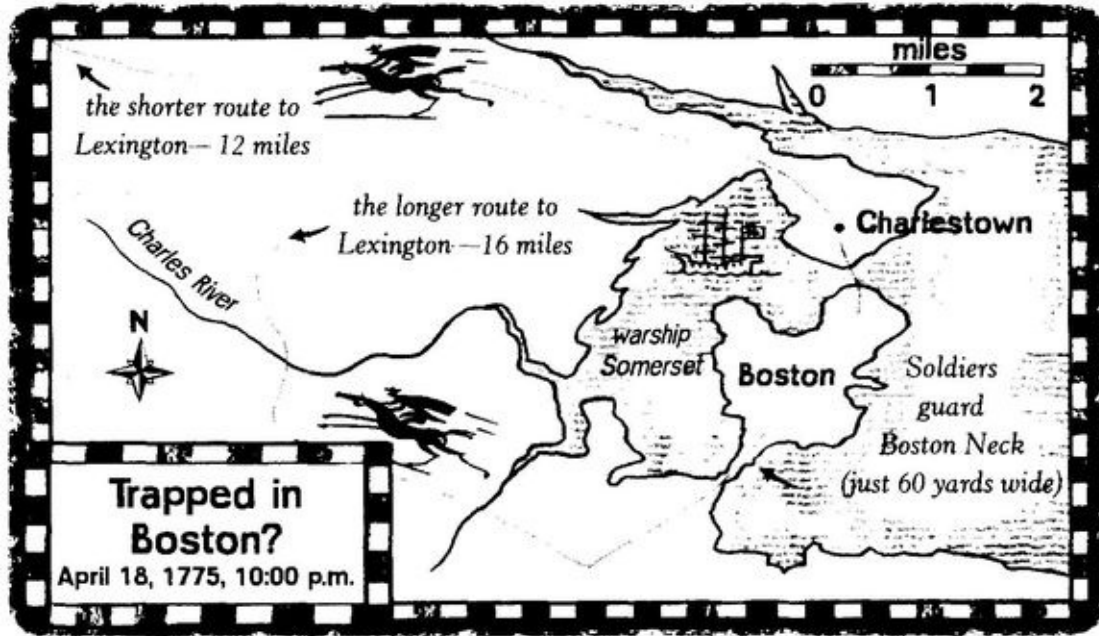 miles
0 1 2
the shorter route to
Lexington— 12 miles
the longer route to
Lexington—16 miles
Charlestown
Charles River
N
warship
Somerset
Boston
Soldiers
guard
Boston Neck
(just 60 yards wide)
Trapped in
Boston?
April 18, 1775, 10:00 p.m.